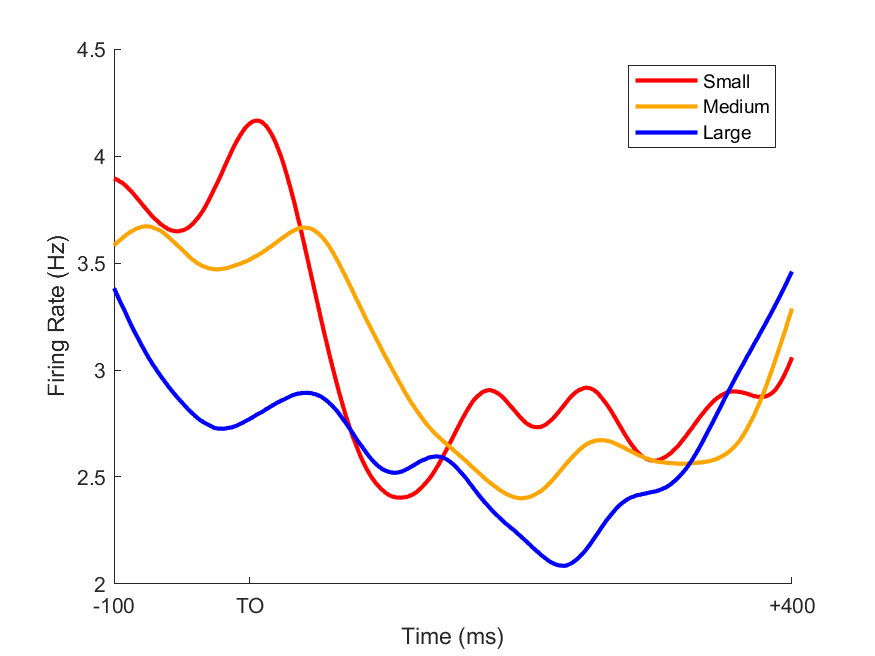 4.5
4
3.5
3
2.5
2
-100
TO
+400
Time (ms)
Firing Rate (Hz)
Small
Medium
Large